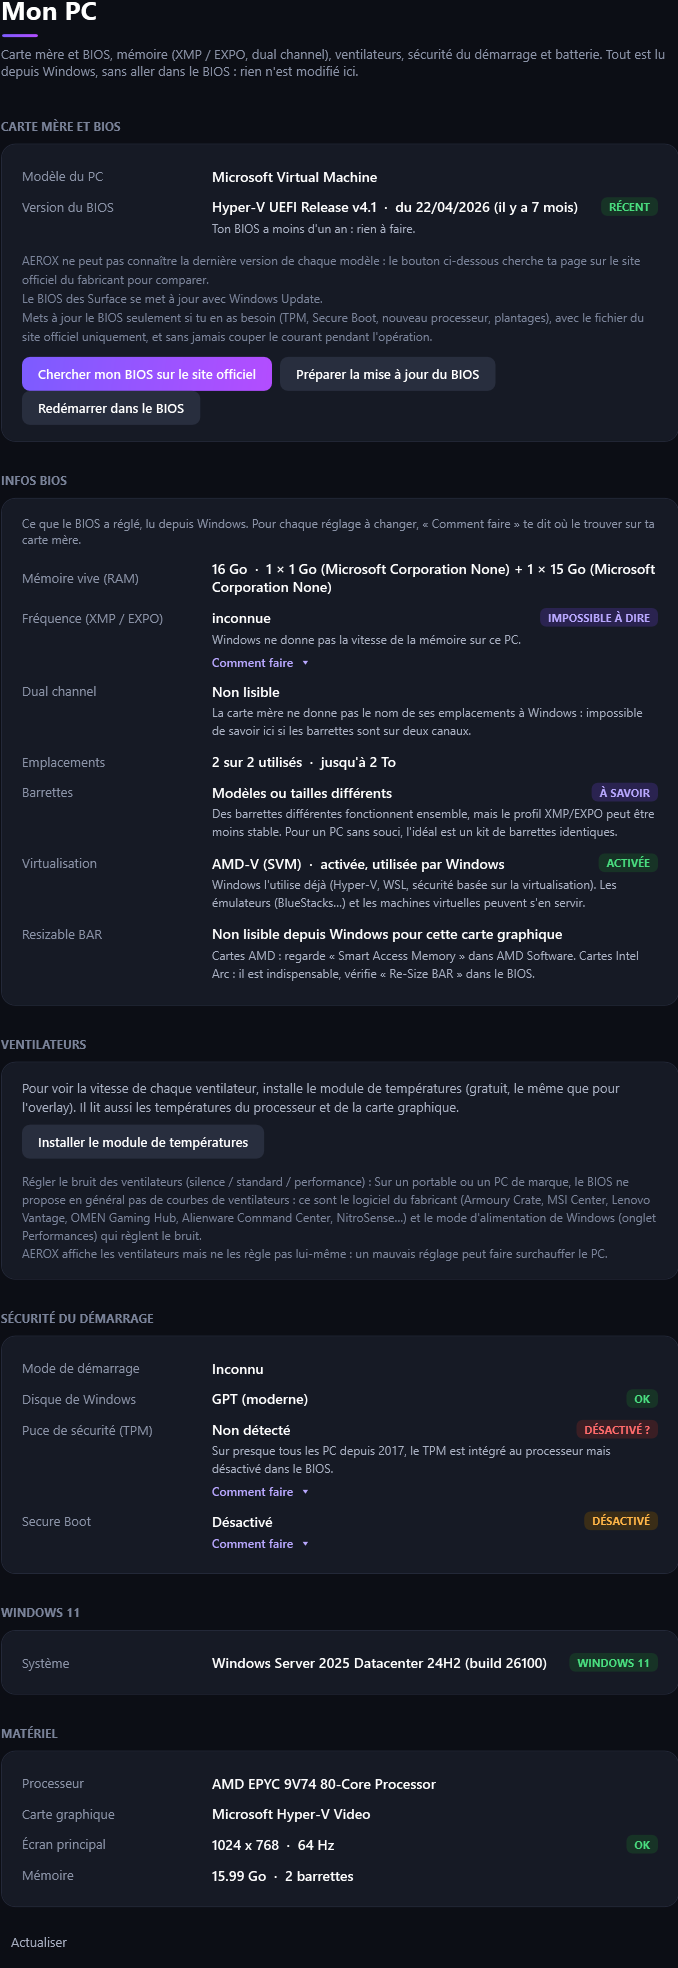 Mon PC
Carte mère et BIOS, mémoire (XMP / EXPO, dual channel), ventilateurs, sécurité du démarrage et batterie. Tout est lu
depuis Windows, sans aller dans le BIOS : rien n'est modifié ici.
CARTE MÈRE ET BIOS
Modèle du PC
Microsoft Virtual Machine
Version du BIOS
Hyper-V UEFI Release v4.1 · du 22/04/2026 (il y a 7 mois)
RÉCENT
Ton BIOS a moins d'un an : rien à faire.
AEROX ne peut pas connaître la dernière version de chaque modèle : le bouton ci-dessous cherche ta page sur le site
officiel du fabricant pour comparer.
Le BIOS des Surface se met à jour avec Windows Update.
Mets à jour le BIOS seulement si tu en as besoin (TPM, Secure Boot, nouveau processeur, plantages), avec le fichier du
site officiel uniquement, et sans jamais couper le courant pendant l'opération.
Chercher mon BIOS sur le site officiel
Préparer la mise à jour du BIOS
Redémarrer dans le BIOS
INFOS BIOS
Ce que le BIOS a réglé, lu depuis Windows. Pour chaque réglage à changer, « Comment faire » te dit où le trouver sur ta
carte mère.
Mémoire vive (RAM)
16 Go · 1 × 1 Go (Microsoft Corporation None) + 1 × 15 Go (Microsoft
Corporation None)
Fréquence (XMP / EXPO)
inconnue
IMPOSSIBLE À DIRE
Windows ne donne pas la vitesse de la mémoire sur ce PC.
Comment faire ▾
Dual channel
Non lisible
La carte mère ne donne pas le nom de ses emplacements à Windows : impossible
de savoir ici si les barrettes sont sur deux canaux.
Emplacements
2 sur 2 utilisés · jusqu'à 2 To
Barrettes
Modèles ou tailles différents
À SAVOIR
Des barrettes différentes fonctionnent ensemble, mais le profil XMP/EXPO peut être
moins stable. Pour un PC sans souci, l'idéal est un kit de barrettes identiques.
Virtualisation
AMD-V (SVM) · activée, utilisée par Windows
ACTIVÉE
Windows l'utilise déjà (Hyper-V, WSL, sécurité basée sur la virtualisation). Les
émulateurs (BlueStacks...) et les machines virtuelles peuvent s'en servir.
Resizable BAR
Non lisible depuis Windows pour cette carte graphique
Cartes AMD : regarde « Smart Access Memory » dans AMD Software. Cartes Intel
Arc : il est indispensable, vérifie « Re-Size BAR » dans le BIOS.
VENTILATEURS
Pour voir la vitesse de chaque ventilateur, installe le module de températures (gratuit, le même que pour
l'overlay). Il lit aussi les températures du processeur et de la carte graphique.
Installer le module de températures
Régler le bruit des ventilateurs (silence / standard / performance) : Sur un portable ou un PC de marque, le BIOS ne
propose en général pas de courbes de ventilateurs : ce sont le logiciel du fabricant (Armoury Crate, MSI Center, Lenovo
Vantage, OMEN Gaming Hub, Alienware Command Center, NitroSense...) et le mode d'alimentation de Windows (onglet
Performances) qui règlent le bruit.
AEROX affiche les ventilateurs mais ne les règle pas lui-même : un mauvais réglage peut faire surchauffer le PC.
SÉCURITÉ DU DÉMARRAGE
Mode de démarrage
Inconnu
Disque de Windows
GPT (moderne)
OK
Puce de sécurité (TPM)
Non détecté
DÉSACTIVÉ ?
Sur presque tous les PC depuis 2017, le TPM est intégré au processeur mais
désactivé dans le BIOS.
Comment faire ▾
Secure Boot
Désactivé
DÉSACTIVÉ
Comment faire ▾
WINDOWS 11
Système
Windows Server 2025 Datacenter 24H2 (build 26100)
WINDOWS 11
MATÉRIEL
Processeur
AMD EPYC 9V74 80-Core Processor
Carte graphique
Microsoft Hyper-V Video
Écran principal
1024 x 768 · 64 Hz
OK
Mémoire
15.99 Go · 2 barrettes
Actualiser